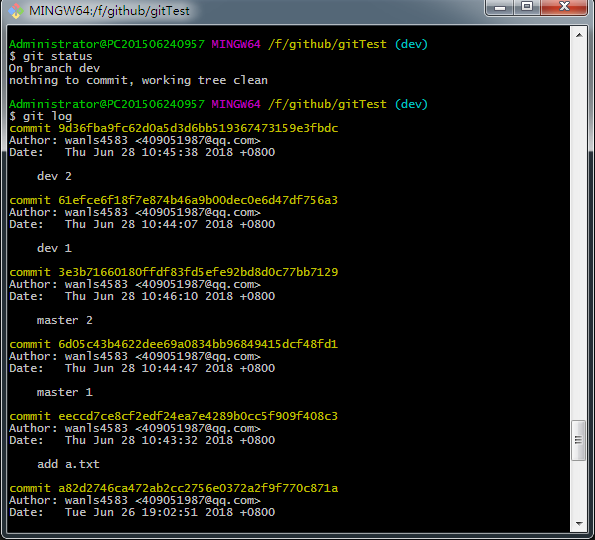 MINGW64:/f/github/gitTest
Administrator@PC201506240957 MINGW64 /f/github/gitTest (dev)
$ git status
On branch dev
nothing to commit, working tree clean
Administrator@PC201506240957 MINGW64 /f/github/gitTest (dev)
$ git log
commit 9d36fba9fc62d0a5d3d6bb519367473159e3fbdc
Author: wanls4583 <409051987@qq.com>
Date:   Thu Jun 28 10:45:38 2018 +0800
    dev 2
commit 61efce6f18f7e874b46a9b00dec0e6d47df756a3
Author: wanls4583 <409051987@qq.com>
Date:   Thu Jun 28 10:44:07 2018 +0800
    dev 1
commit 3e3b71660180ffdf83fd5efe92bd8d0c77bb7129
Author: wanls4583 <409051987@qq.com>
Date:   Thu Jun 28 10:46:10 2018 +0800
    master 2
commit 6d05c43b4622dee69a0834bb96849415dcf48fd1
Author: wanls4583 <409051987@qq.com>
Date:   Thu Jun 28 10:44:47 2018 +0800
    master 1
commit eeccd7ce8cf2edf24ea7e4289b0cc5f909f408c3
Author: wanls4583 <409051987@qq.com>
Date:   Thu Jun 28 10:43:32 2018 +0800
    add a.txt
commit a82d2746ca472ab2cc2756e0372a2f9f770c871a
Author: wanls4583 <409051987@qq.com>
Date:   Tue Jun 26 19:02:51 2018 +0800